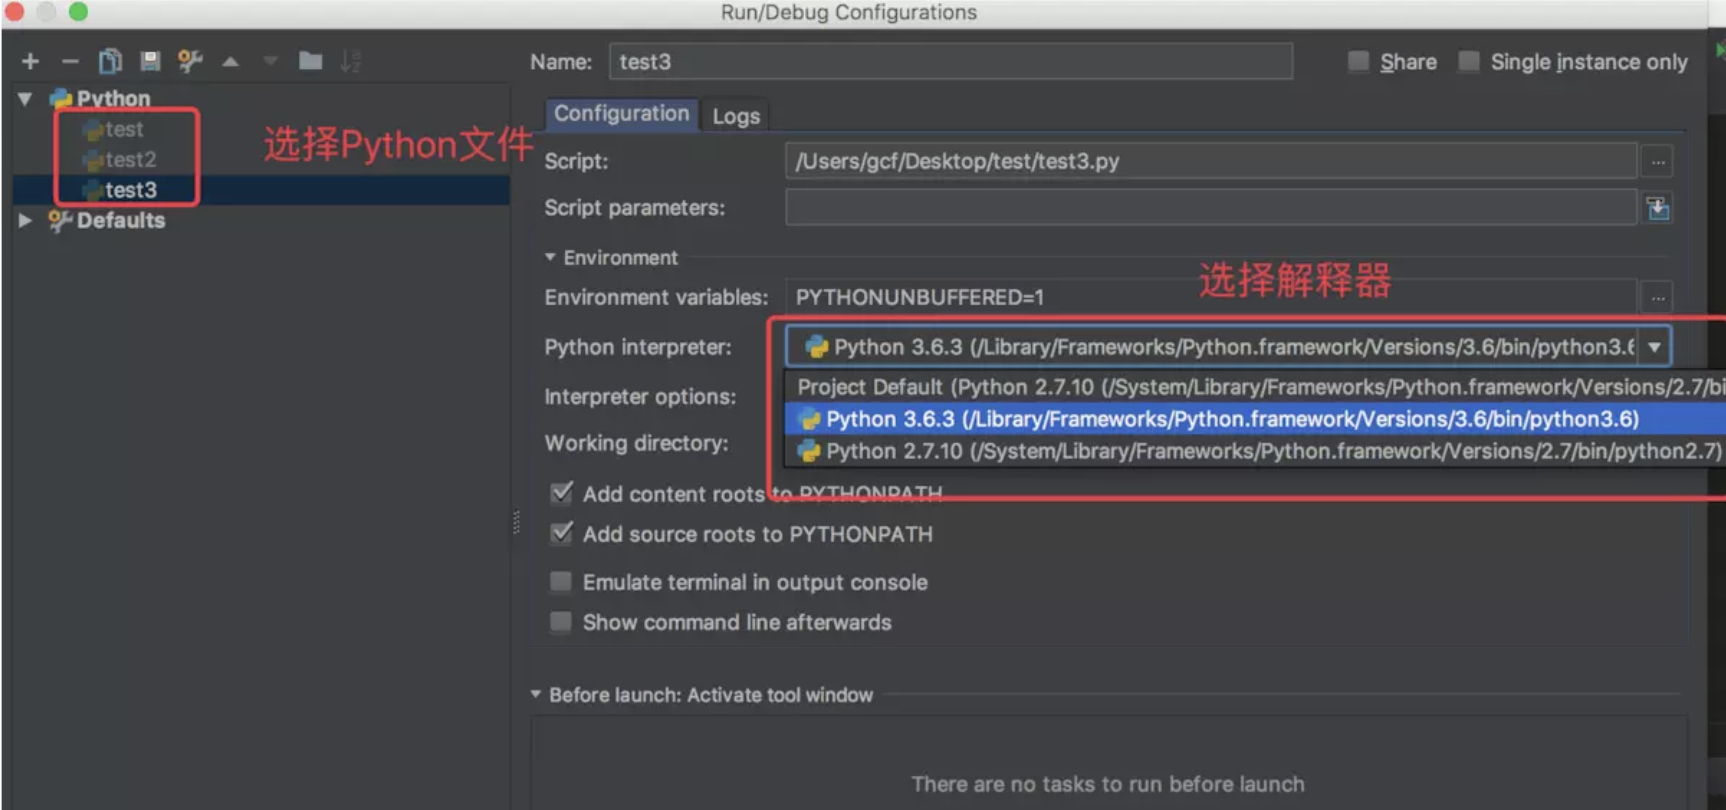 Run/Debug Configurations
Name: test3
Share
Single instance only
Python
test
test2
test3
Defaults
选择Python文件
Configuration
Logs
Script: /Users/gcf/Desktop/test/test3.py
Script parameters:
Environment
选择解释器
Environment variables: PYTHONUNBUFFERED=1
Python interpreter: Python 3.6.3 (/Library/Frameworks/Python.framework/Versions/3.6/bin/python3.6
Project Default (Python 2.7.10 (/System/Library/Frameworks/Python.framework/Versions/2.7/bi
Interpreter options:
Python 3.6.3 (/Library/Frameworks/Python.framework/Versions/3.6/bin/python3.6)
Working directory:
Python 2.7.10 (/System/Library/Frameworks/Python.framework/Versions/2.7/bin/python2.7)
Add content roots to PYTHONPATH
Add source roots to PYTHONPATH
Emulate terminal in output console
Show command line afterwards
Before launch: Activate tool window
There are no tasks to run before launch